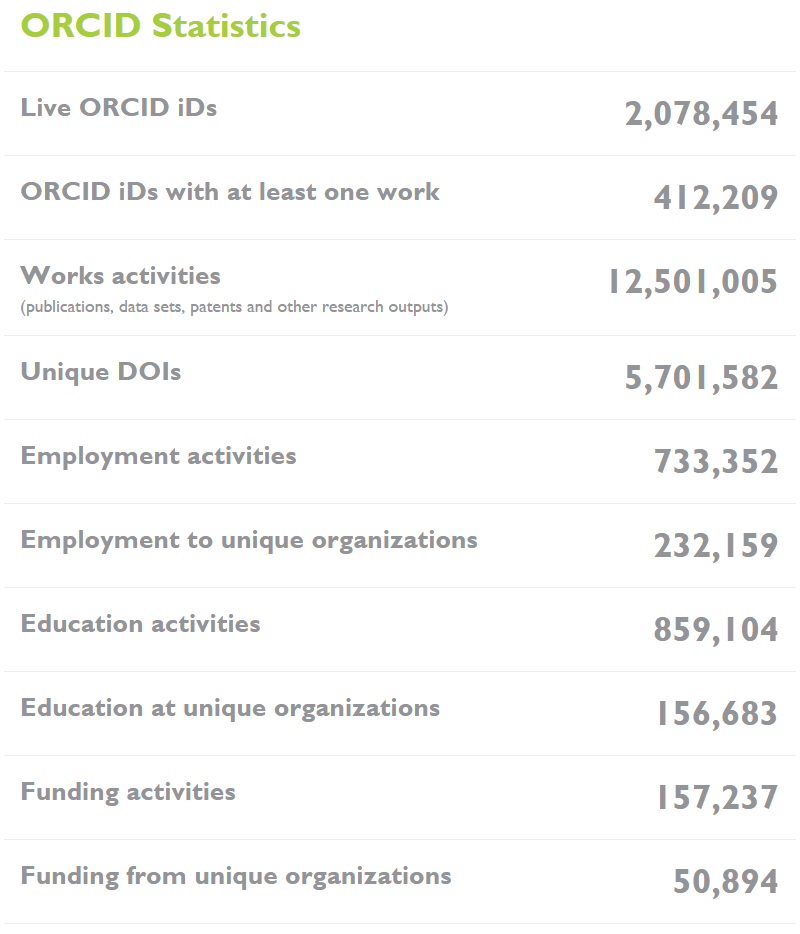 ORCID Statistics
Live ORCID iDs 2,078,454
ORCID iDs with at least one work 412,209
Works activities 12,501,005
(publications, data sets, patents and other research outputs)
Unique DOIs 5,701,582
Employment activities 733,352
Employment to unique organizations 232,159
Education activities 859,104
Education at unique organizations 156,683
Funding activities 157,237
Funding from unique organizations 50,894